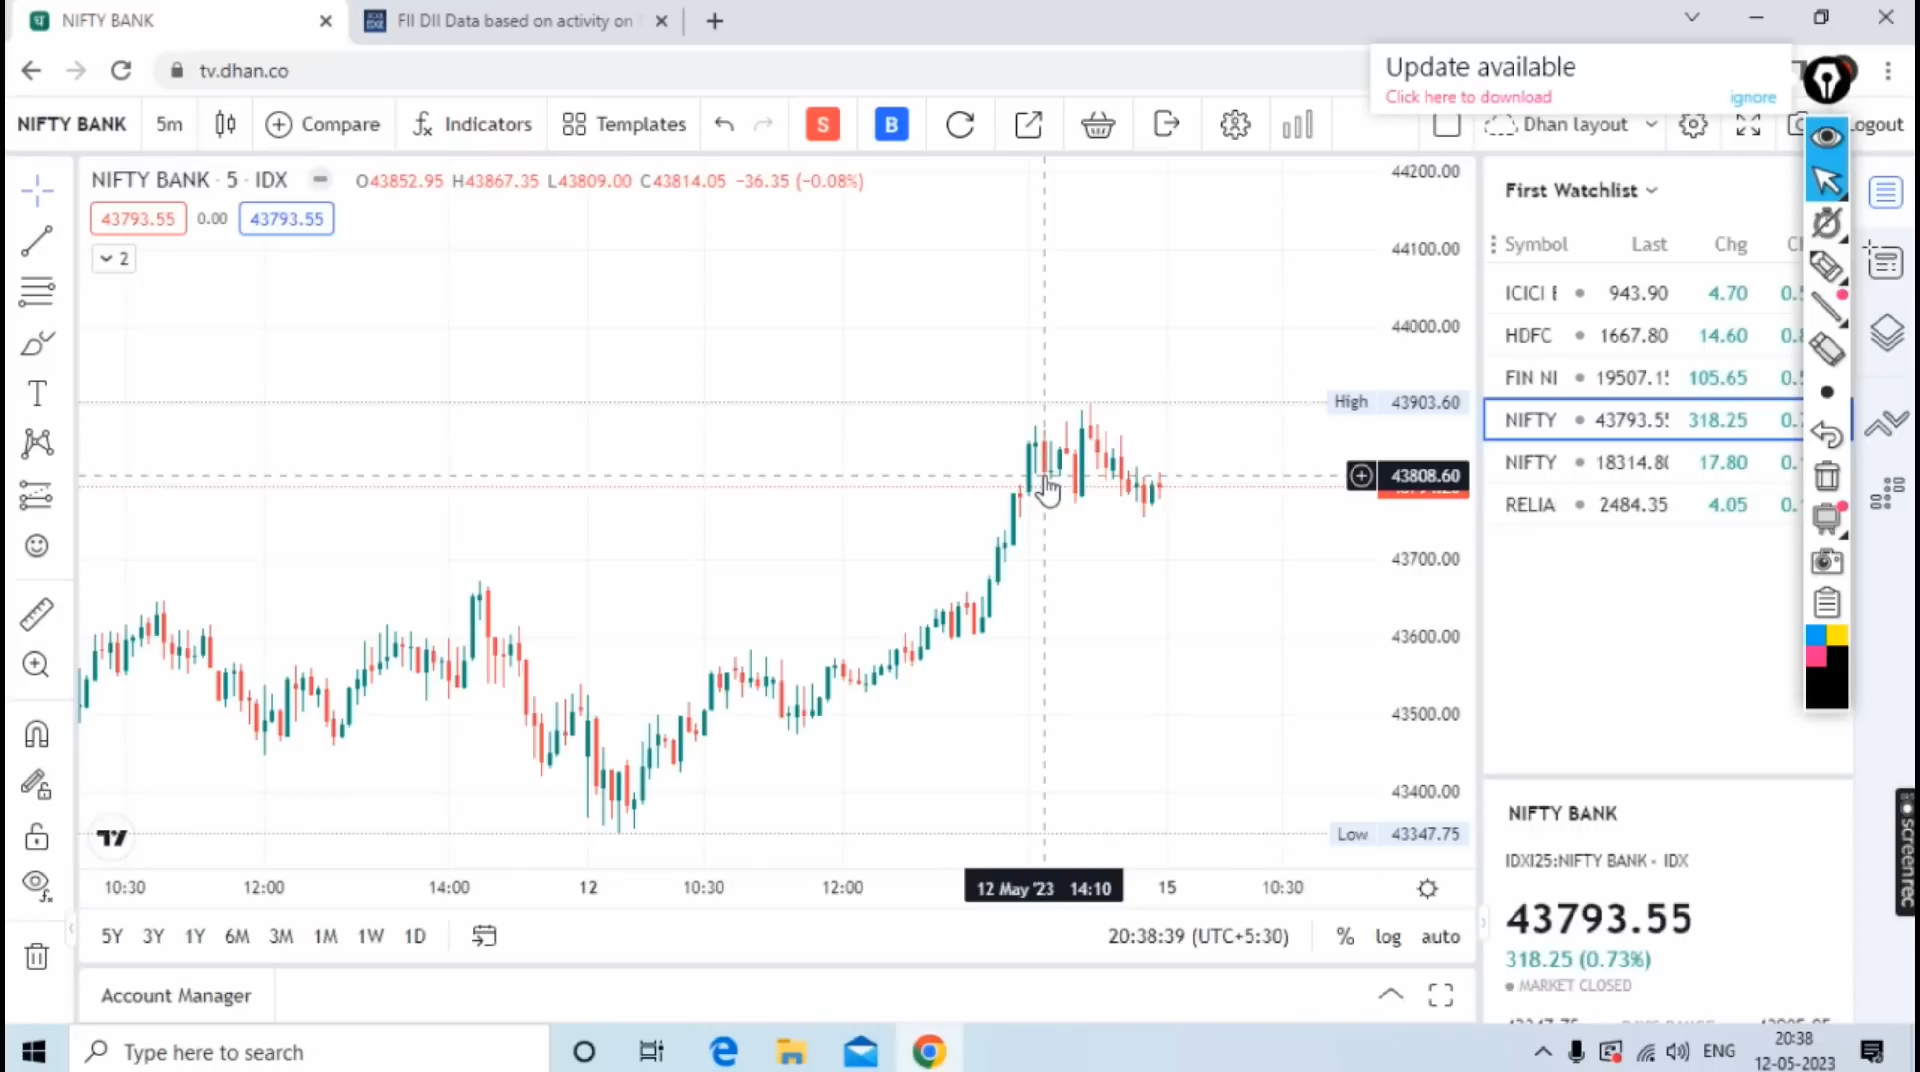 NIFTY BANK
FII DII Data based on activity on
tv.dhan.co
Update available
Click here to download
ignore
NIFTY BANK
5m
Compare
Indicators
Templates
S
B
Dhan layout
Logout
NIFTY BANK · 5 · IDX
O43852.95 H43867.35 L43809.00 C43814.05 -36.35 (-0.08%)
43793.55
0.00
43793.55
2
44200.00
44100.00
44000.00
High 43903.60
43808.60
43700.00
43600.00
43500.00
43400.00
Low 43347.75
10:30
12:00
14:00
12
10:30
12:00
12 May '23 14:10
15
10:30
5Y 3Y 1Y 6M 3M 1M 1W 1D
20:38:39 (UTC+5:30)
% log auto
Account Manager
First Watchlist
Symbol Last Chg
ICICI 943.90 4.70
HDFC 1667.80 14.60
FIN NI 19507.1 105.65
NIFTY 43793.5 318.25
NIFTY 18314.8 17.80
RELIA 2484.35 4.05
NIFTY BANK
IDXI25:NIFTY BANK · IDX
43793.55
318.25 (0.73%)
MARKET CLOSED
screenrec
Type here to search
ENG
20:38
12-05-2023